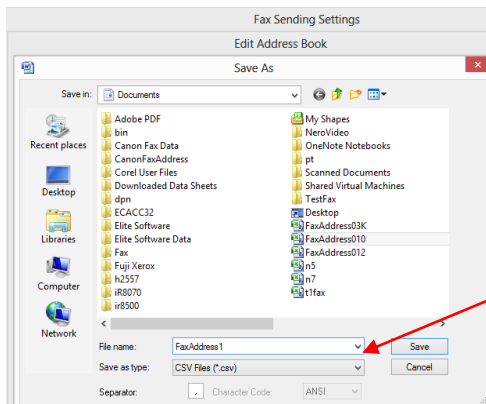 Fax Sending Settings
Edit Address Book
Save As
Save in:
Documents
Recent places
Desktop
Libraries
Computer
Network
Adobe PDF
bin
Canon Fax Data
CanonFaxAddress
Corel User Files
Downloaded Data Sheets
dpn
ECACC32
Elite Software
Elite Software Data
Fax
Fuji Xerox
h2557
iR8070
ir8500
My Shapes
NeroVideo
OneNote Notebooks
pt
Scanned Documents
Shared Virtual Machines
TestFax
Desktop
FaxAddress03K
FaxAddress010
FaxAddress012
n5
n7
t1fax
File name:
FaxAddress1
Save
Save as type:
CSV Files (*.csv)
Cancel
Separator:
,
Character Code:
ANSI